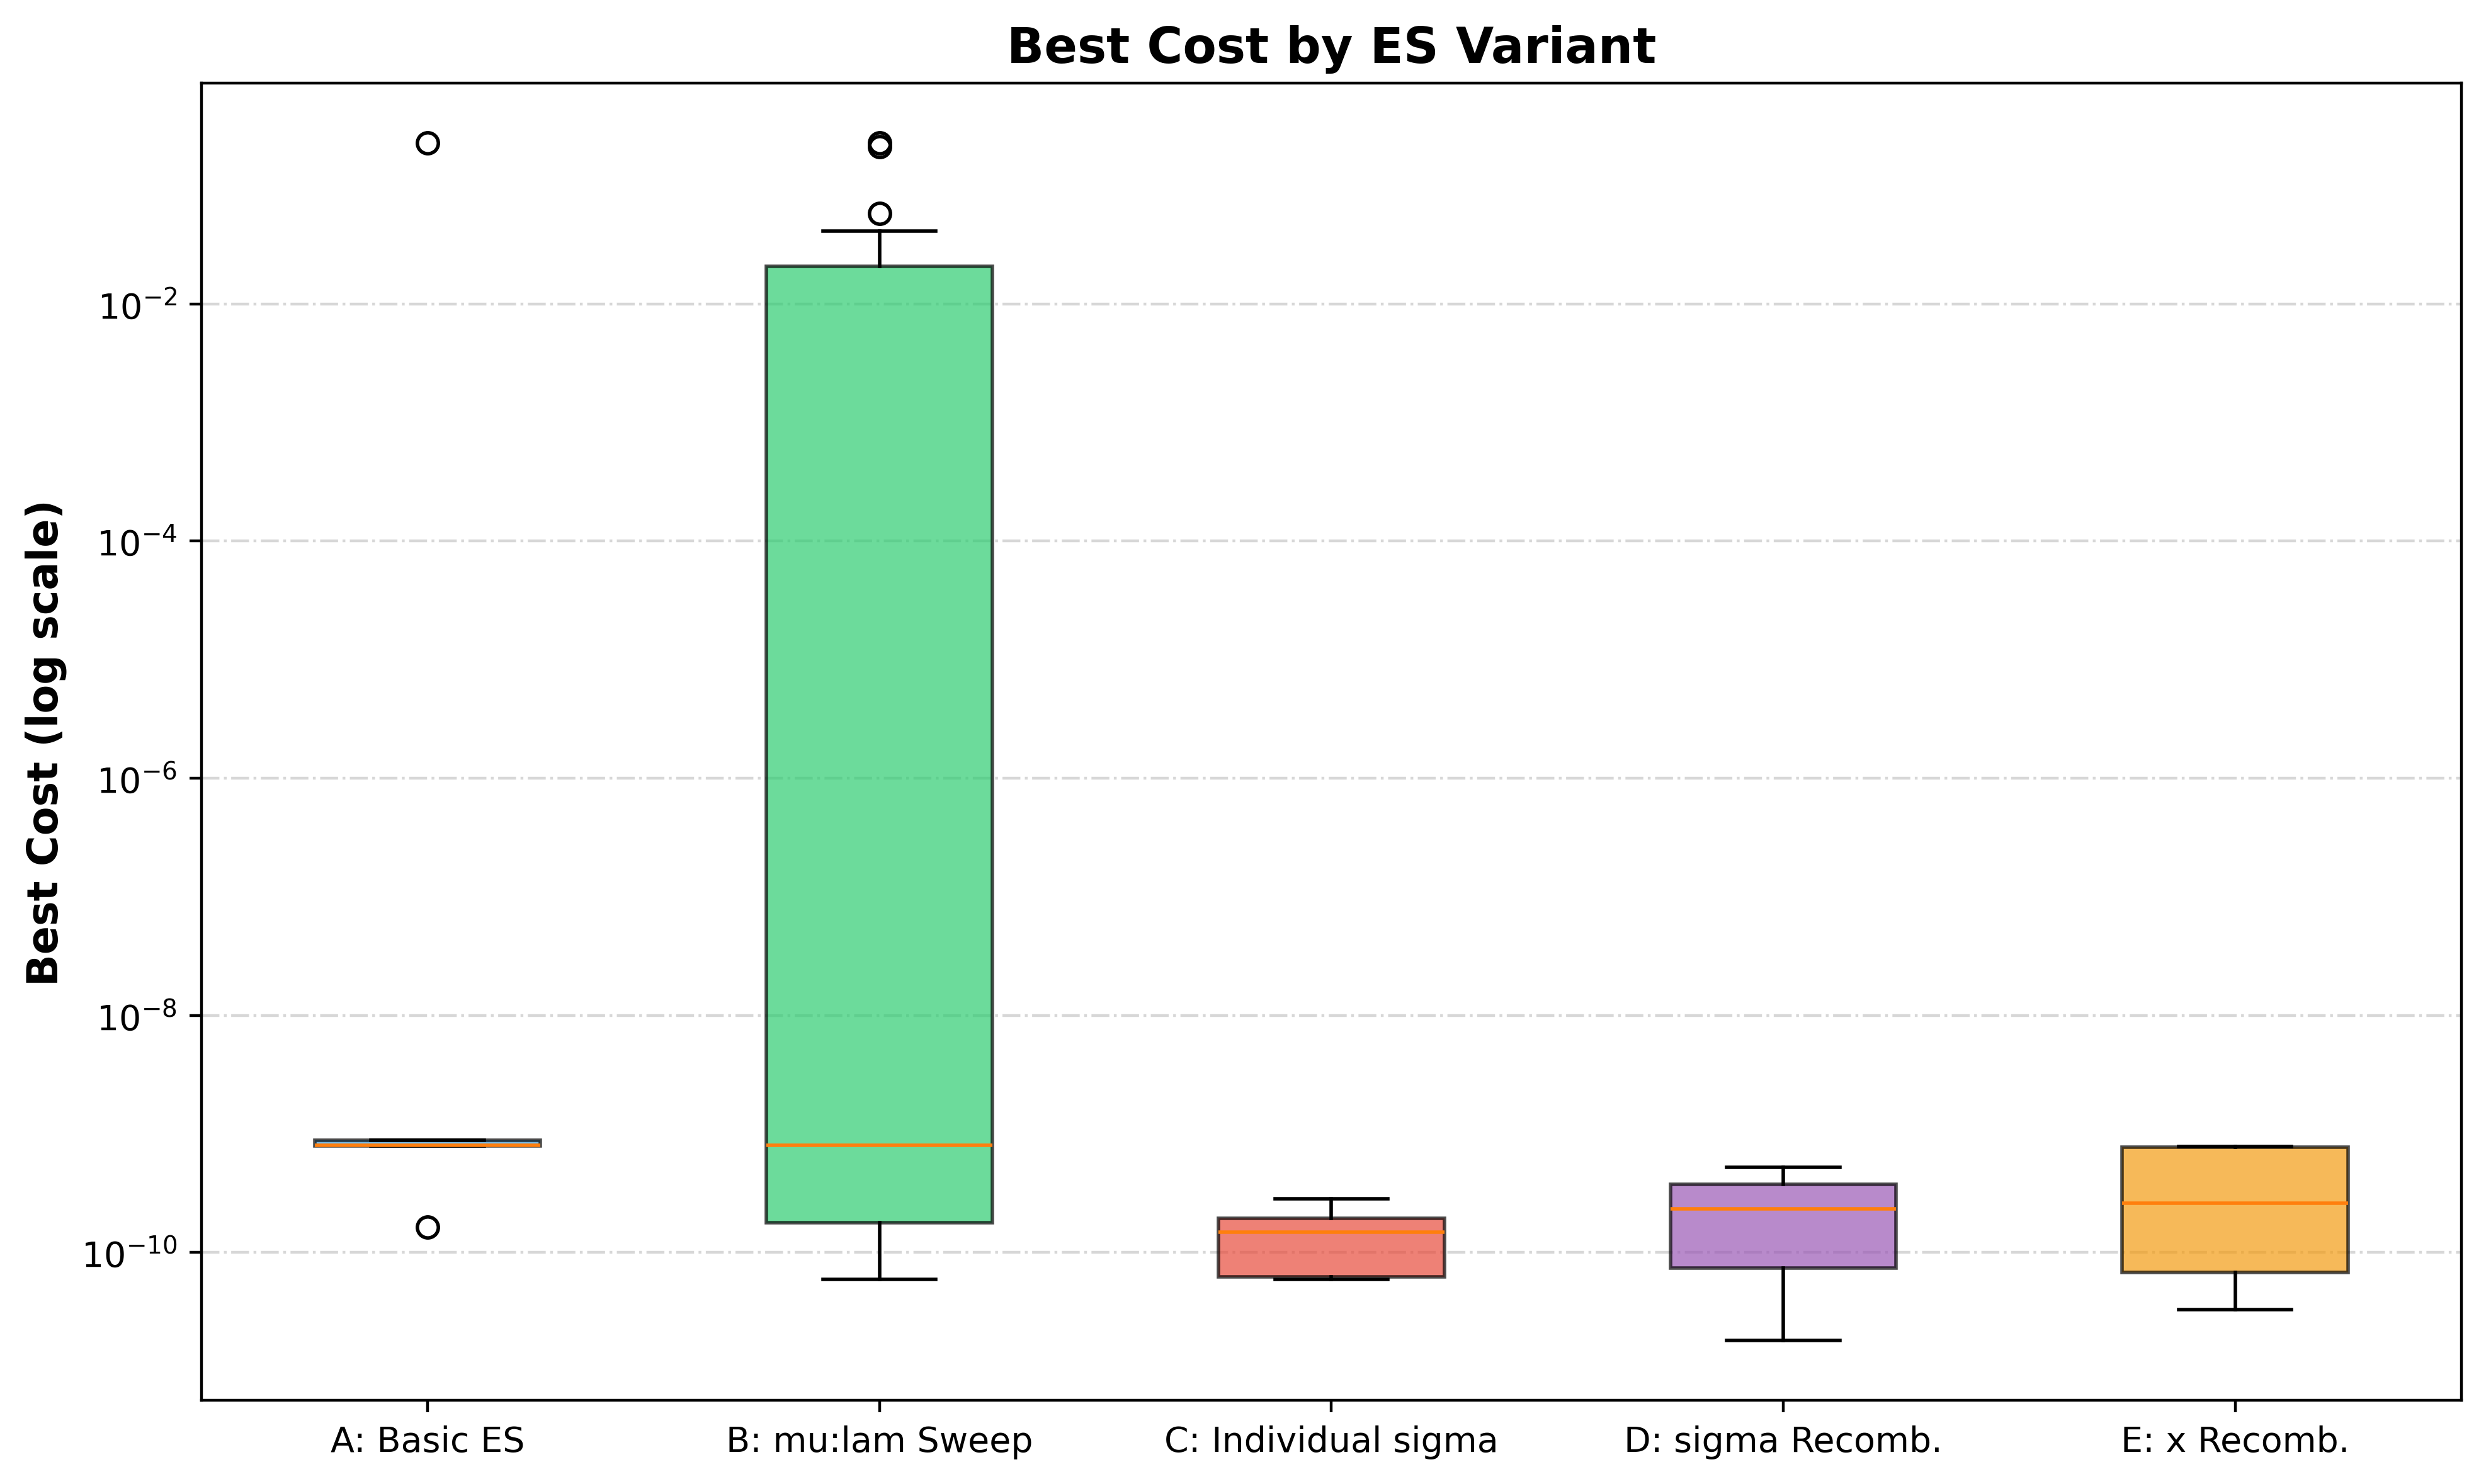 Best Cost by ES Variant
Best Cost (log scale)
10⁻²
10⁻⁴
10⁻⁶
10⁻⁸
10⁻¹⁰
A: Basic ES
B: mu:lam Sweep
C: Individual sigma
D: sigma Recomb.
E: x Recomb.